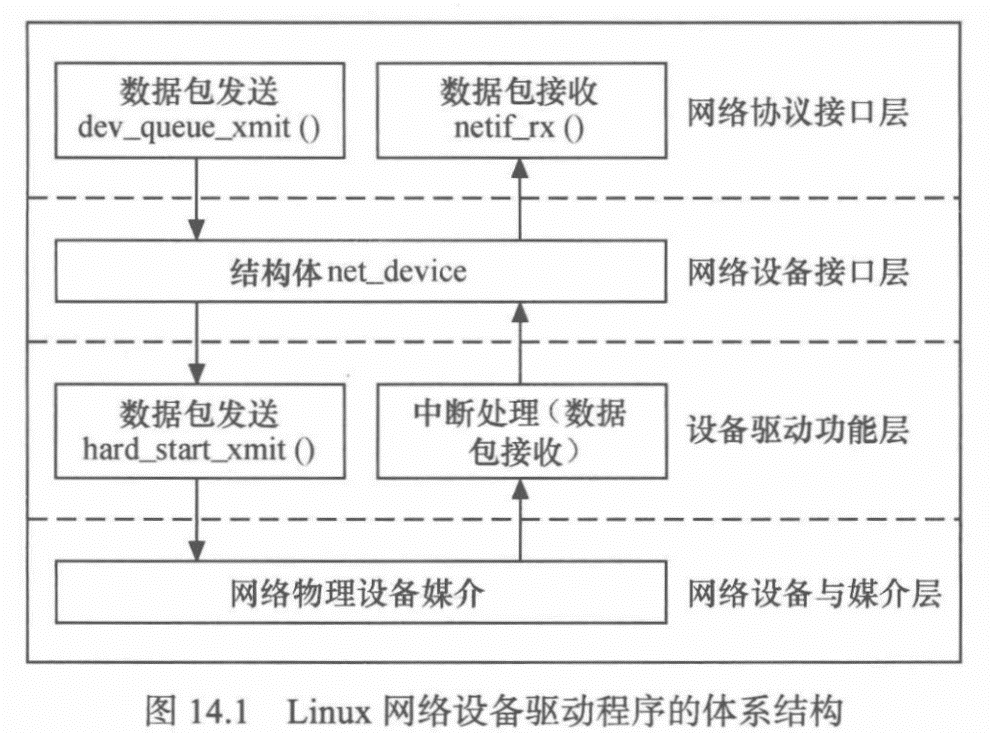 数据包发送
dev_queue_xmit ()
数据包接收
netif_rx ()
网络协议接口层
结构体 net_device
网络设备接口层
数据包发送
hard_start_xmit ()
中断处理（数据
包接收）
设备驱动功能层
网络物理设备媒介
网络设备与媒介层
图 14.1 Linux 网络设备驱动程序的体系结构